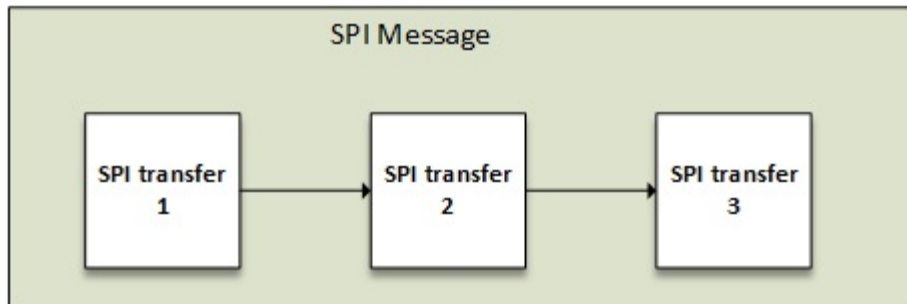 SPI Message
SPI transfer
1
SPI transfer
2
SPI transfer
3